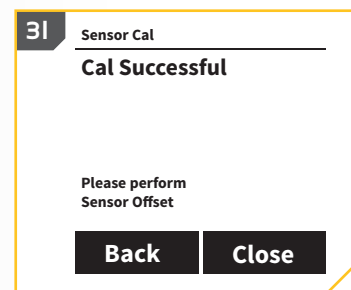 31
Sensor Cal
Cal Successful
Please perform
Sensor Offset
Back Close